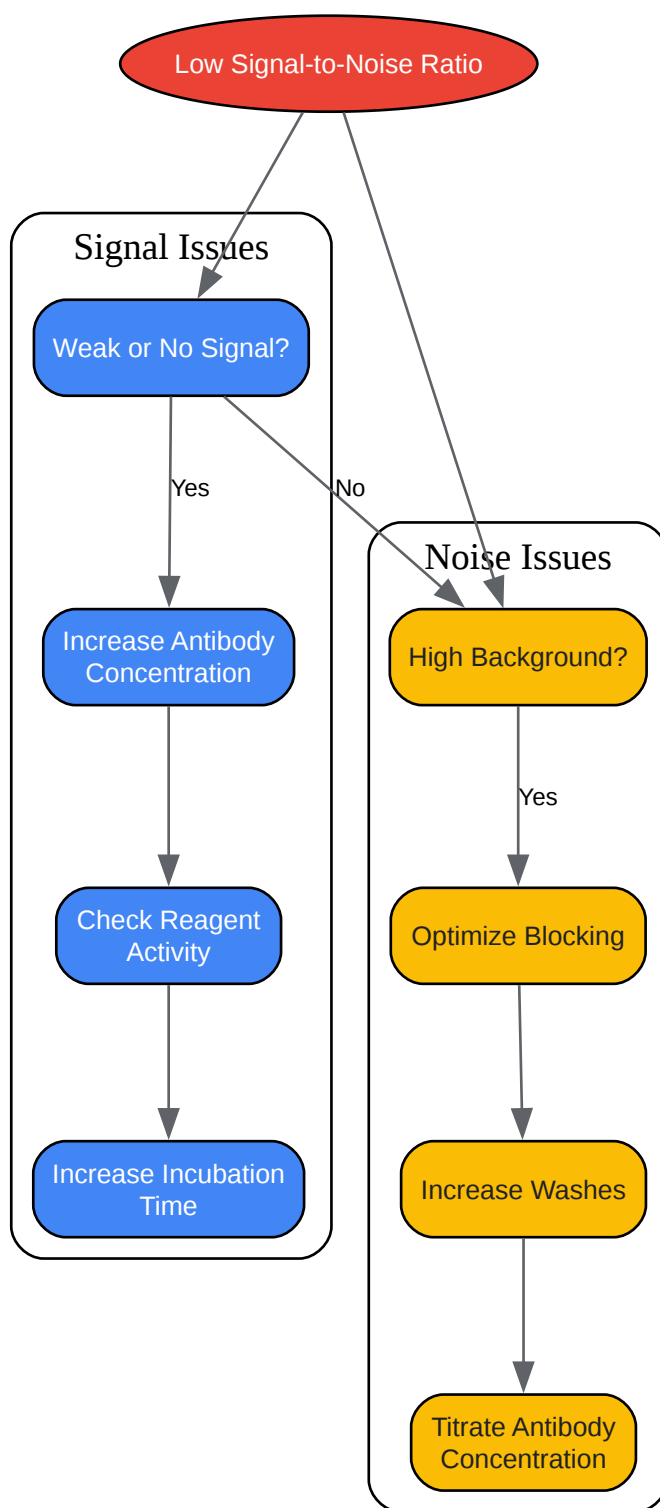 Low Signal-to-Noise Ratio
Signal Issues
Weak or No Signal?
Yes
No
Increase Antibody
Concentration
Check Reagent
Activity
Increase Incubation
Time
Noise Issues
High Background?
Yes
Optimize Blocking
Increase Washes
Titrate Antibody
Concentration